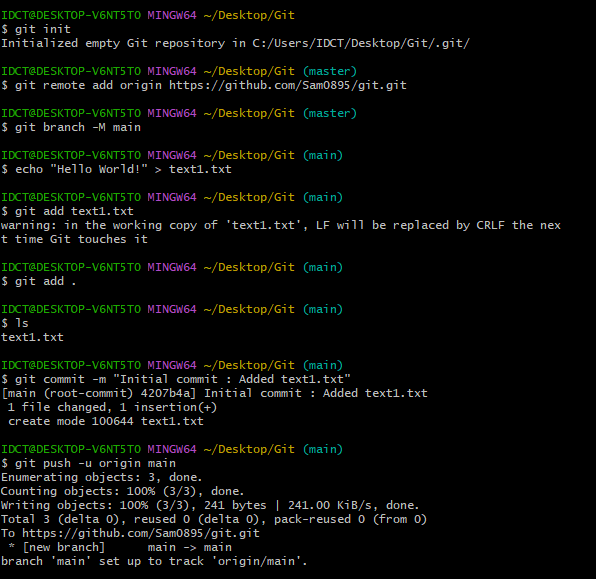 IDCT@DESKTOP-V6NT5TO MINGW64 ~/Desktop/Git
$ git init
Initialized empty Git repository in C:/Users/IDCT/Desktop/Git/.git/
IDCT@DESKTOP-V6NT5TO MINGW64 ~/Desktop/Git (master)
$ git remote add origin https://github.com/Sam0895/git.git
IDCT@DESKTOP-V6NT5TO MINGW64 ~/Desktop/Git (master)
$ git branch -M main
IDCT@DESKTOP-V6NT5TO MINGW64 ~/Desktop/Git (main)
$ echo "Hello World!" > text1.txt
IDCT@DESKTOP-V6NT5TO MINGW64 ~/Desktop/Git (main)
$ git add text1.txt
warning: in the working copy of 'text1.txt', LF will be replaced by CRLF the nex
t time Git touches it
IDCT@DESKTOP-V6NT5TO MINGW64 ~/Desktop/Git (main)
$ git add .
IDCT@DESKTOP-V6NT5TO MINGW64 ~/Desktop/Git (main)
$ ls
text1.txt
IDCT@DESKTOP-V6NT5TO MINGW64 ~/Desktop/Git (main)
$ git commit -m "Initial commit : Added text1.txt"
[main (root-commit) 4207b4a] Initial commit : Added text1.txt
1 file changed, 1 insertion(+)
create mode 100644 text1.txt
IDCT@DESKTOP-V6NT5TO MINGW64 ~/Desktop/Git (main)
$ git push -u origin main
Enumerating objects: 3, done.
Counting objects: 100% (3/3), done.
Writing objects: 100% (3/3), 241 bytes | 241.00 KiB/s, done.
Total 3 (delta 0), reused 0 (delta 0), pack-reused 0 (from 0)
To https://github.com/Sam0895/git.git
* [new branch]      main -> main
branch 'main' set up to track 'origin/main'.